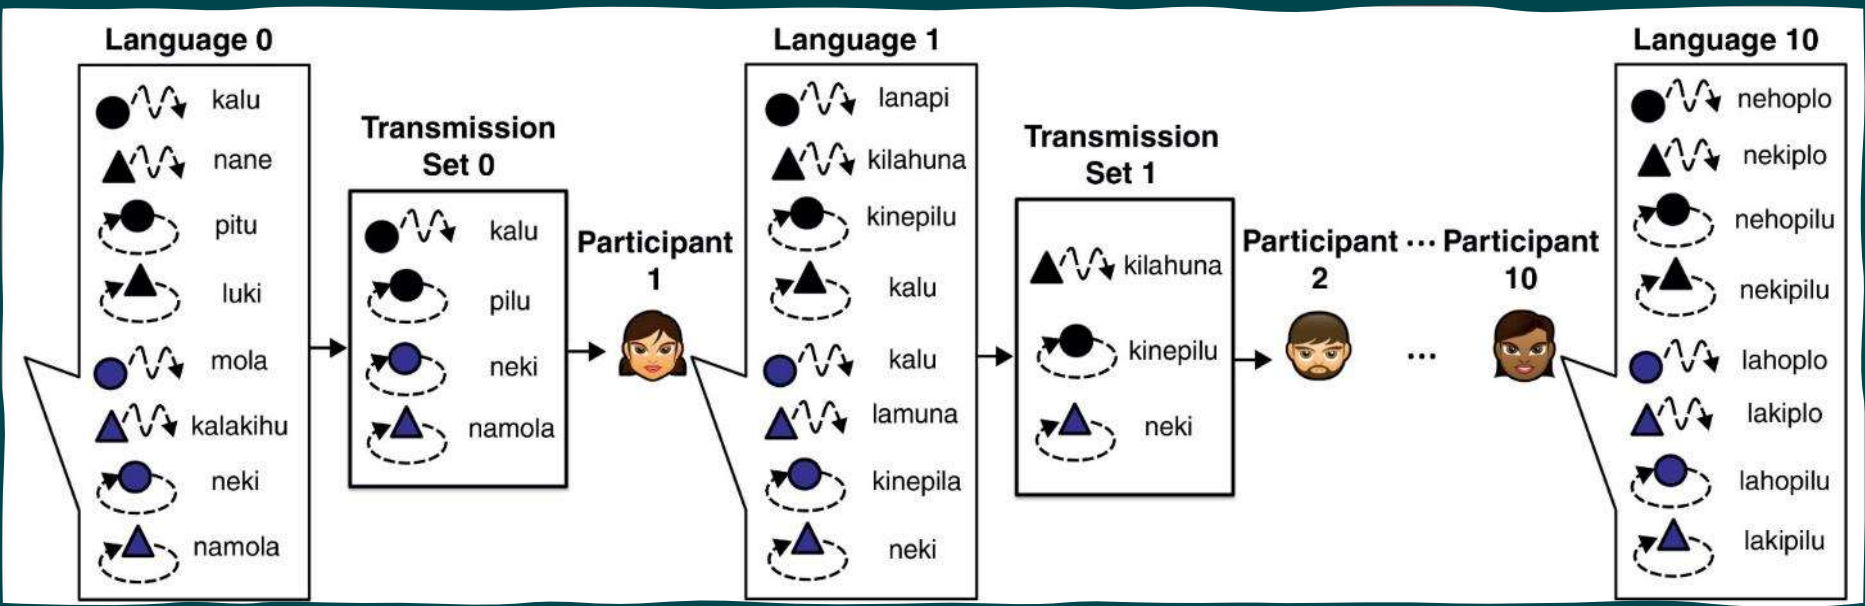 Language 0
kalu
nane
pitu
luki
mola
kalakihu
neki
namola
Transmission
Set 0
kalu
pilu
neki
namola
Participant
1
Language 1
lanapi
kilahuna
kinepilu
kalu
kalu
lamuna
kinepila
neki
Transmission
Set 1
kilahuna
kinepilu
neki
Participant ... Participant
2 10
...
Language 10
nehoplo
nekiplo
nehopilu
nekipilu
lahoplo
lakiplo
lahopilu
lakipilu